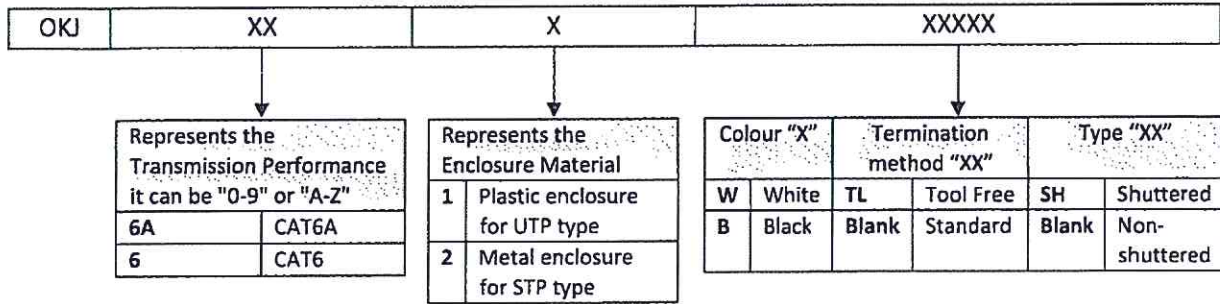 OKJ XX X XXXXX
Represents the
Transmission Performance
it can be "0-9" or "A-Z"
6A CAT6A
6 CAT6
Represents the
Enclosure Material
1 Plastic enclosure
for UTP type
2 Metal enclosure
for STP type
Colour "X" Termination
method "XX" Type "XX"
W White TL Tool Free SH Shuttered
B Black Blank Standard Blank Non-
shuttered